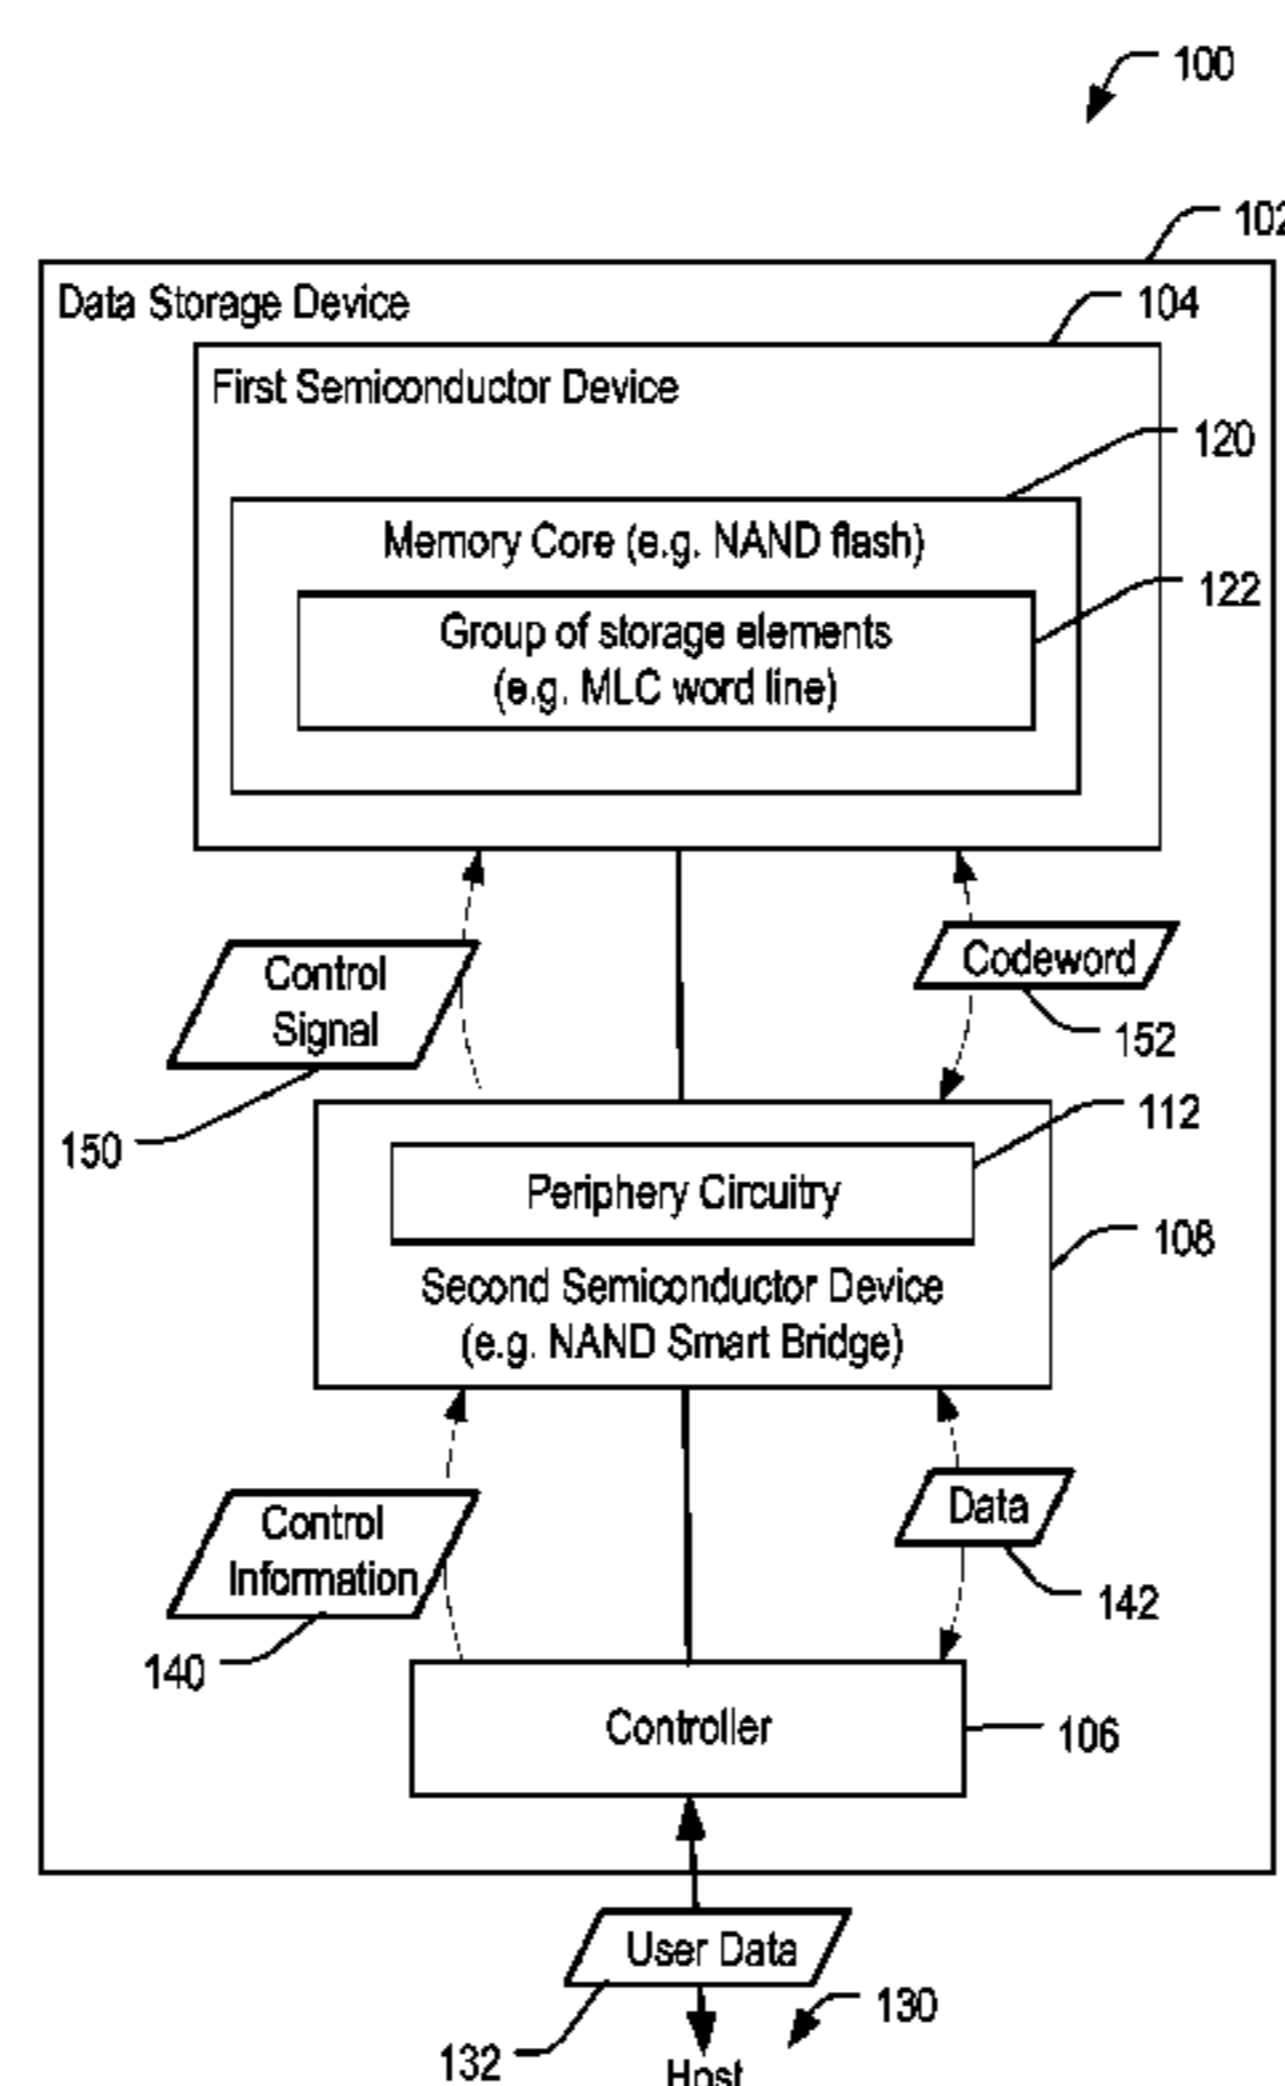 100
102
Data Storage Device
104
First Semiconductor Device
120
Memory Core (e.g. NAND flash)
122
Group of storage elements
(e.g. MLC word line)
Control
Signal
Codeword
152
150
112
Periphery Circuitry
108
Second Semiconductor Device
(e.g. NAND Smart Bridge)
Control
Information
Data
142
140
Controller
106
User Data
130
132
Host